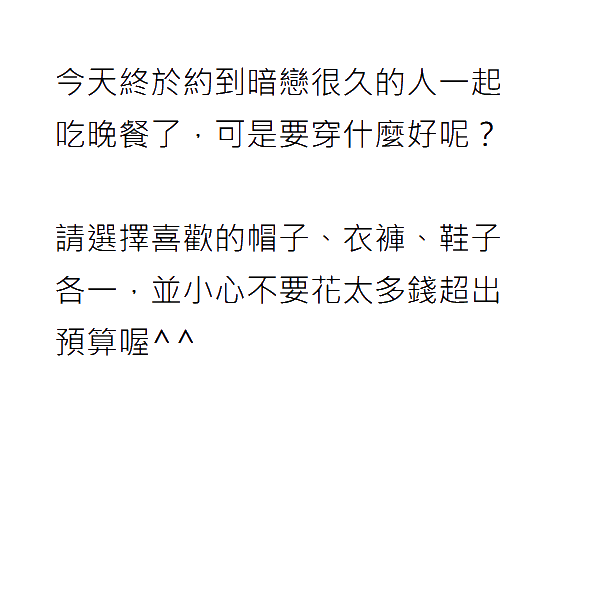 今天終於約到暗戀很久的人一起
吃晚餐了，可是要穿什麼好呢？
請選擇喜歡的帽子、衣褲、鞋子
各一，並小心不要花太多錢超出
預算喔^^